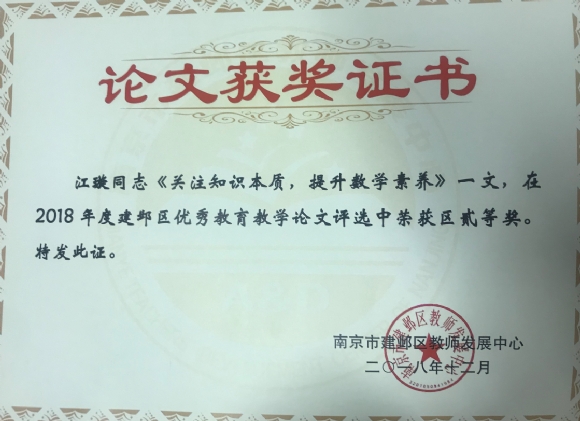 论文获奖证书
江璇同志《关注知识本质，提升数学素养》一文，在
2018年度建邺区优秀教育教学论文评选中荣获区贰等奖。
特发此证。
南京市建邺区教师发展中心
二〇一八年十二月